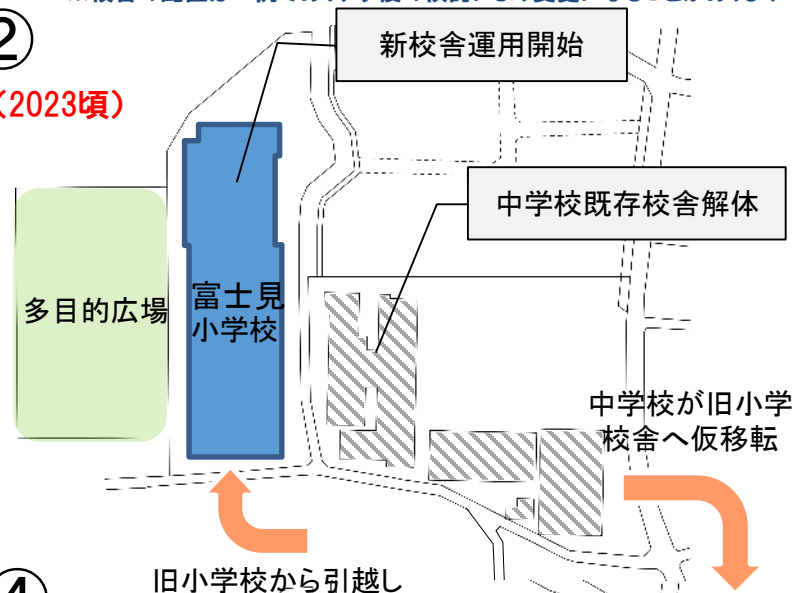 ②
（2023頃）
新校舎運用開始
中学校既存校舎解体
多目的広場
富士見
小学校
中学校が旧小学
校舎へ仮移転
旧小学校から引越し
④